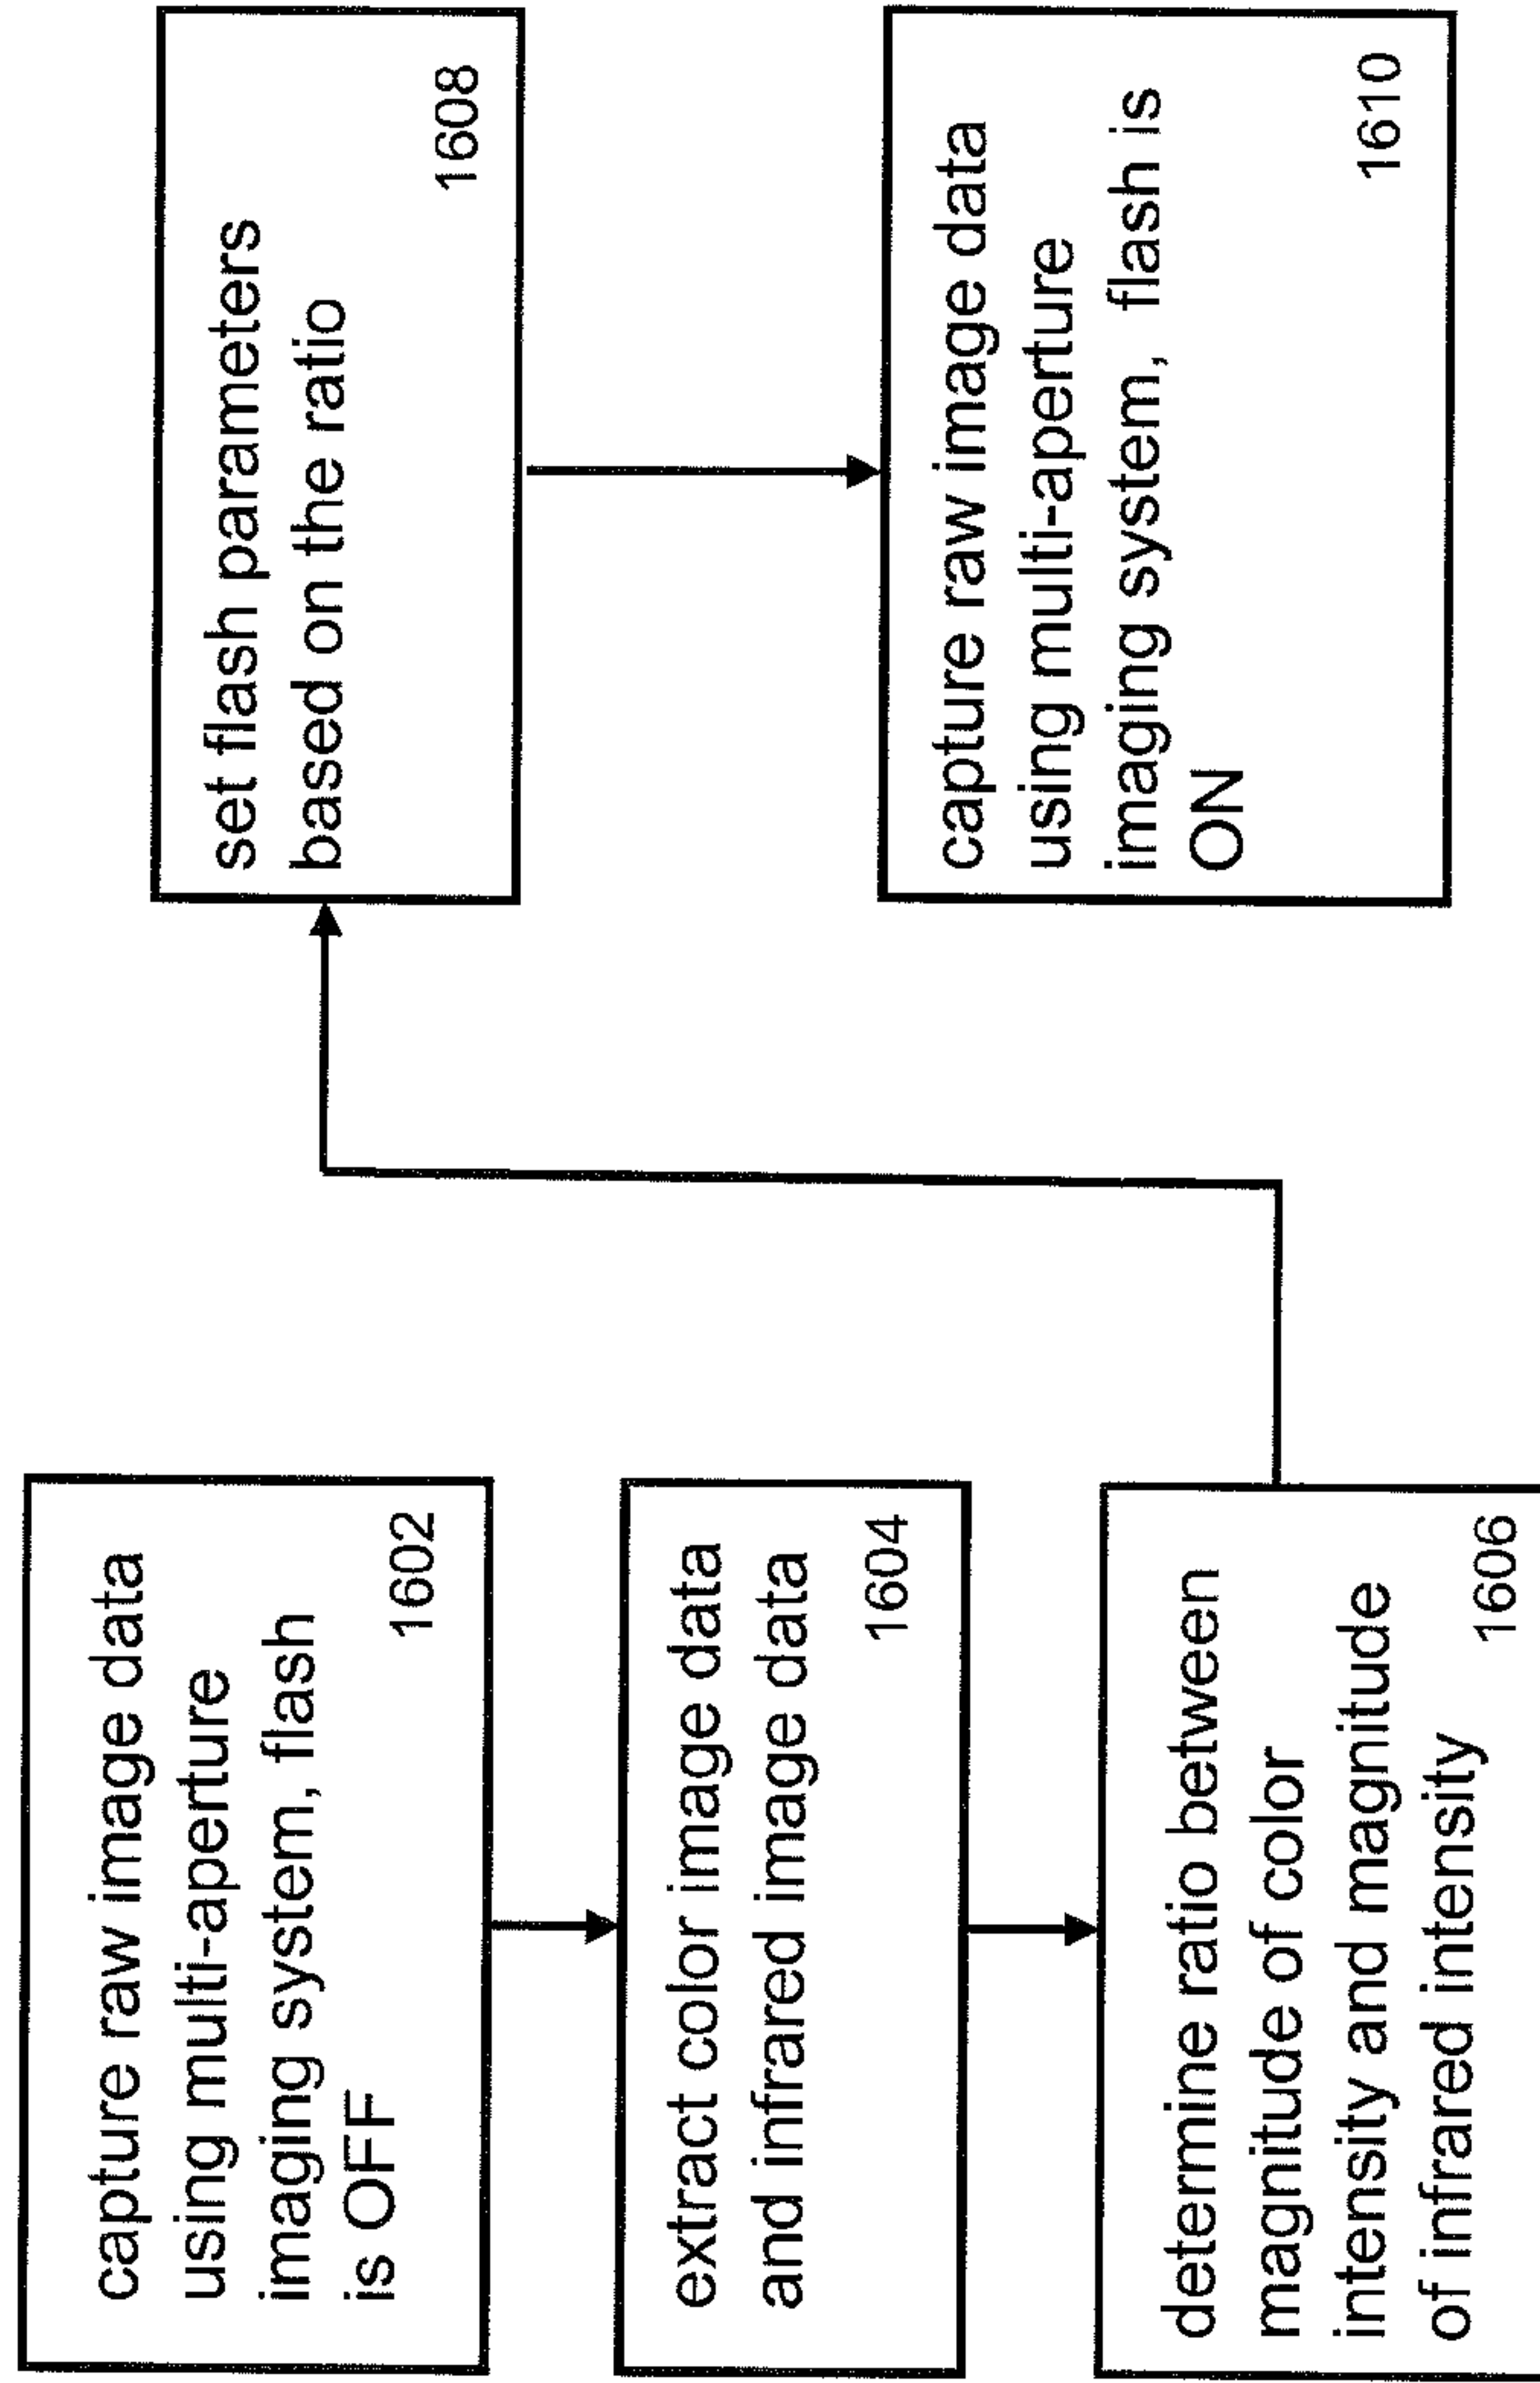 capture raw image data
using multi-aperture
imaging system, flash
is OFF
1602
extract color image data
and infrared image data
1604
determine ratio between
magnitude of color
intensity and magnitude
of infrared intensity
1606
set flash parameters
based on the ratio
1608
capture raw image data
using multi-aperture
imaging system, flash is
ON
1610